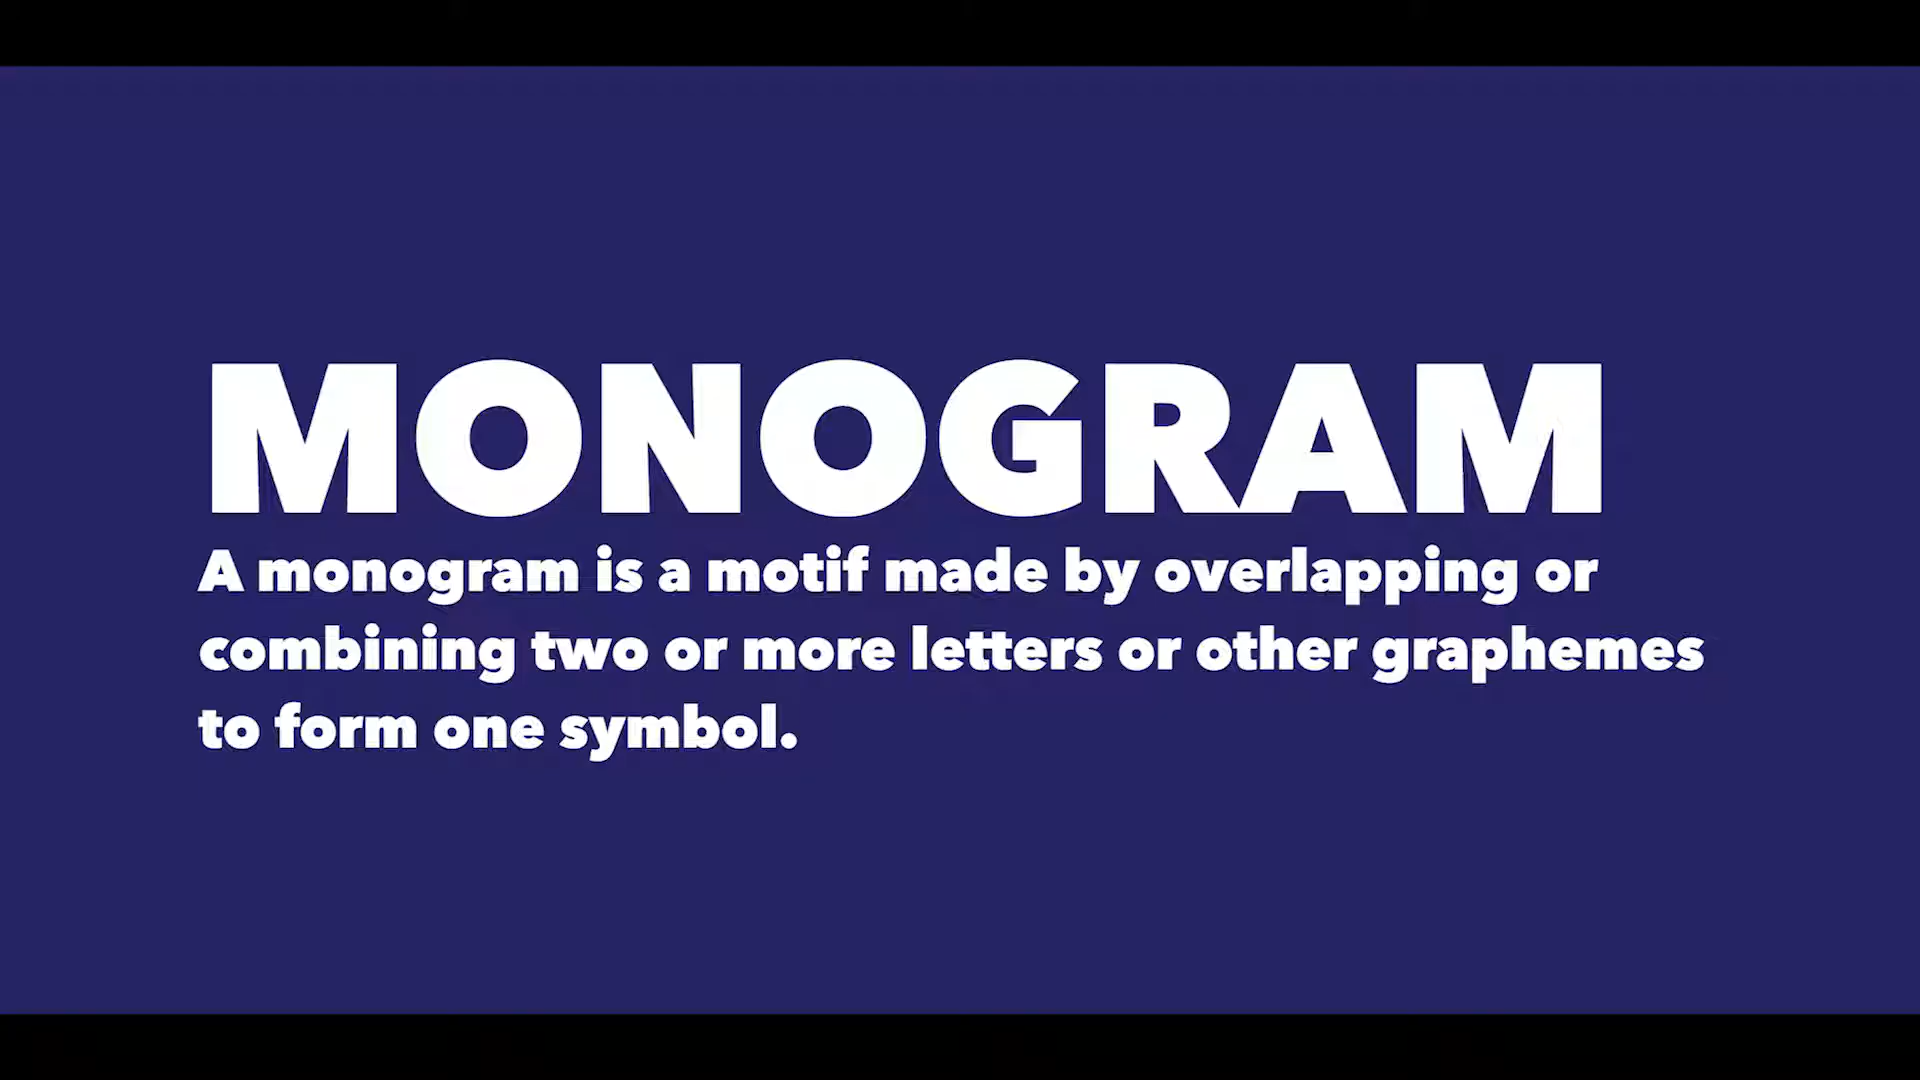 MONOGRAM
A monogram is a motif made by overlapping or
combining two or more letters or other graphemes
to form one symbol.